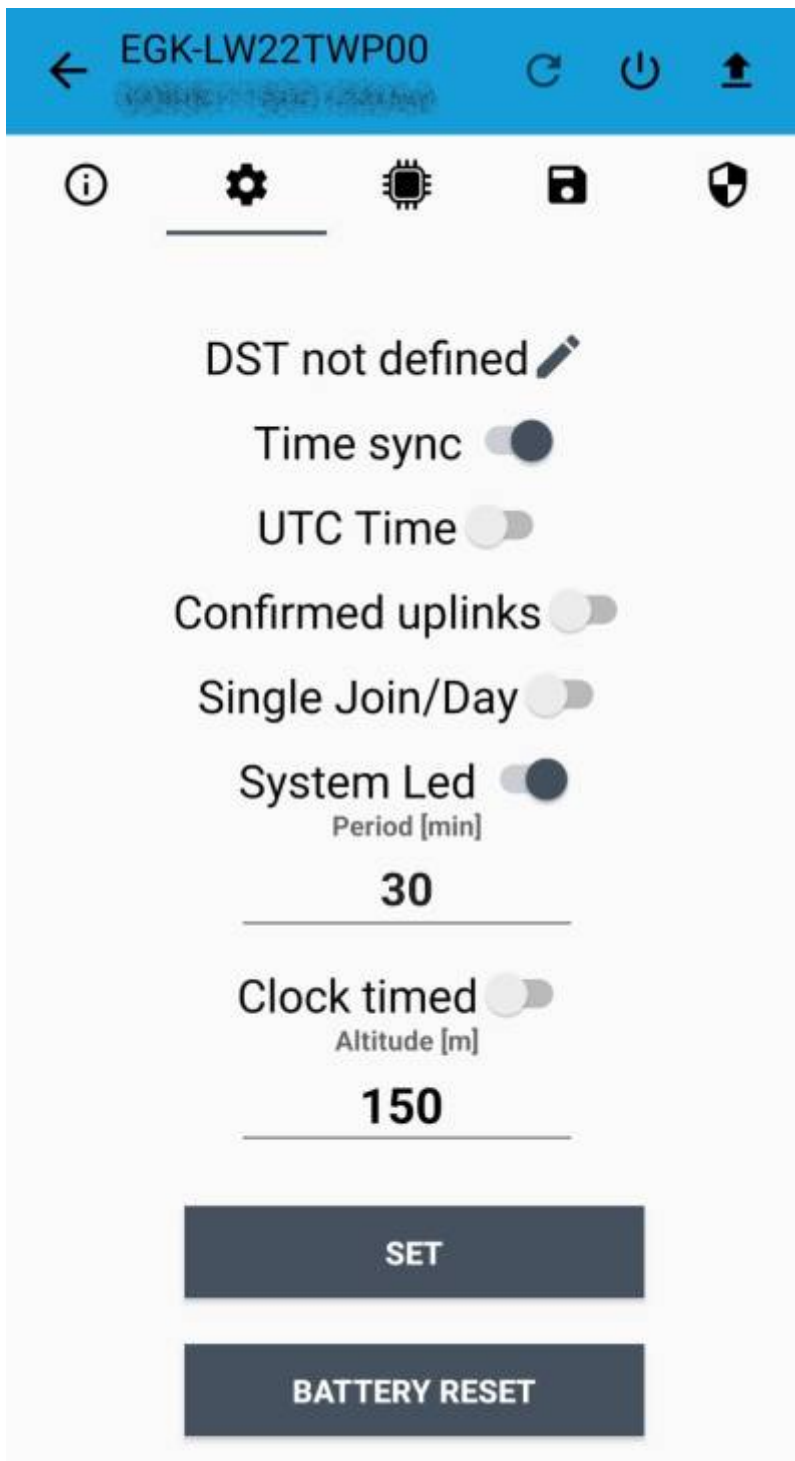 EGK-LW22TWP00
DST not defined
Time sync
UTC Time
Confirmed uplinks
Single Join/Day
System Led
Period [min]
30
Clock timed
Altitude [m]
150
SET
BATTERY RESET